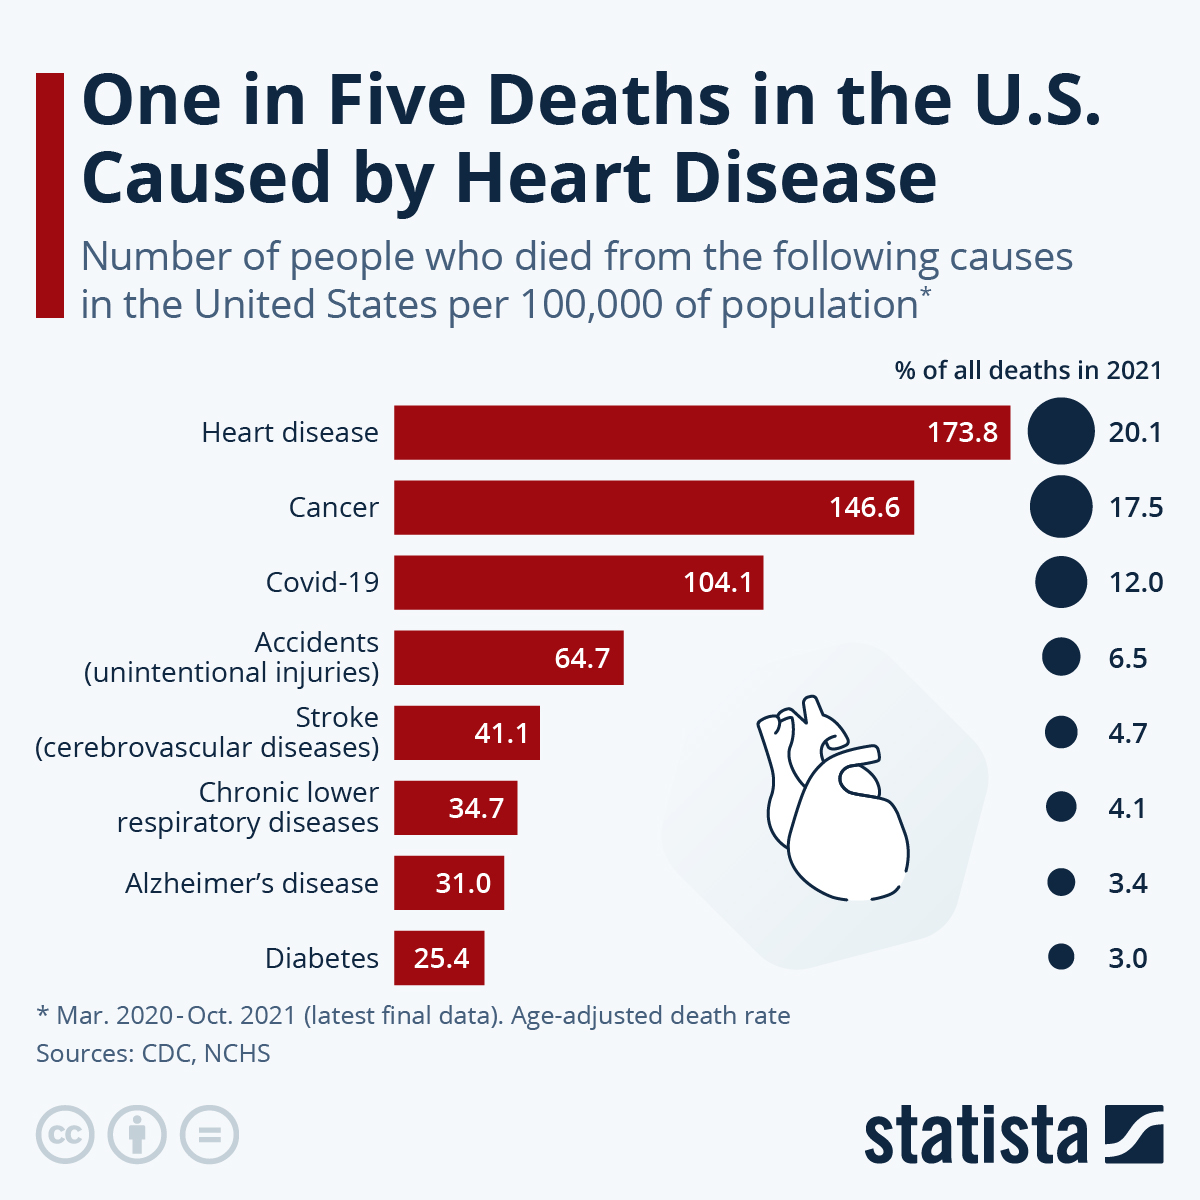 One in Five Deaths in the U.S.
Caused by Heart Disease
Number of people who died from the following causes
in the United States per 100,000 of population*
% of all deaths in 2021
Heart disease 173.8 20.1
Cancer 146.6 17.5
Covid-19 104.1 12.0
Accidents
(unintentional injuries) 64.7 6.5
Stroke
(cerebrovascular diseases) 41.1 4.7
Chronic lower
respiratory diseases 34.7 4.1
Alzheimer’s disease 31.0 3.4
Diabetes 25.4 3.0
* Mar. 2020-Oct. 2021 (latest final data). Age-adjusted death rate
Sources: CDC, NCHS
cc
statista